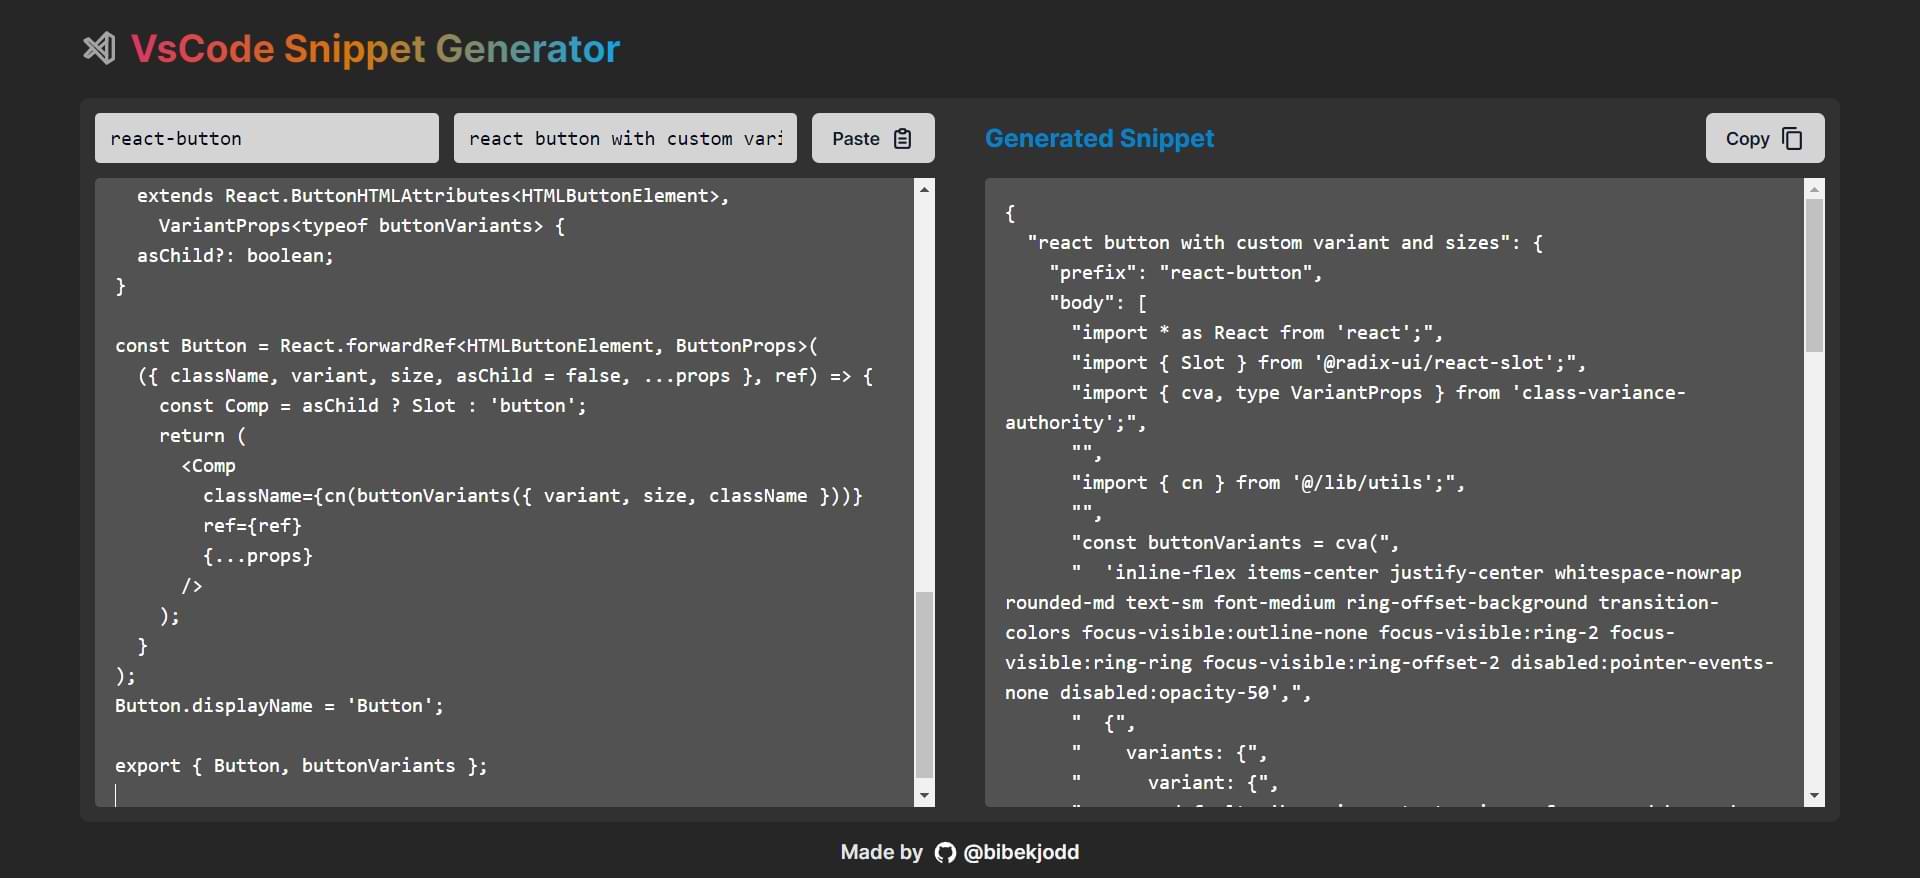 VsCode Snippet Generator
react-button
react button with custom vari
Paste
extends React.ButtonHTMLAttributes<HTMLButtonElement>,
VariantProps<typeof buttonVariants> {
asChild?: boolean;
}
const Button = React.forwardRef<HTMLButtonElement, ButtonProps>(
({ className, variant, size, asChild = false, ...props }, ref) => {
const Comp = asChild ? Slot : 'button';
return (
<Comp
className={cn(buttonVariants({ variant, size, className }))}
ref={ref}
{...props}
/>
);
}
);
Button.displayName = 'Button';
export { Button, buttonVariants };
Generated Snippet
Copy
{
"react button with custom variant and sizes": {
"prefix": "react-button",
"body": [
"import * as React from 'react';",
"import { Slot } from '@radix-ui/react-slot';",
"import { cva, type VariantProps } from 'class-variance-
authority';",
"",
"import { cn } from '@/lib/utils';",
"",
"const buttonVariants = cva(",
"  'inline-flex items-center justify-center whitespace-nowrap
rounded-md text-sm font-medium ring-offset-background transition-
colors focus-visible:outline-none focus-visible:ring-2 focus-
visible:ring-ring focus-visible:ring-offset-2 disabled:pointer-events-
none disabled:opacity-50',",
"  {",
"    variants: {",
"      variant: {",
Made by @bibekjodd